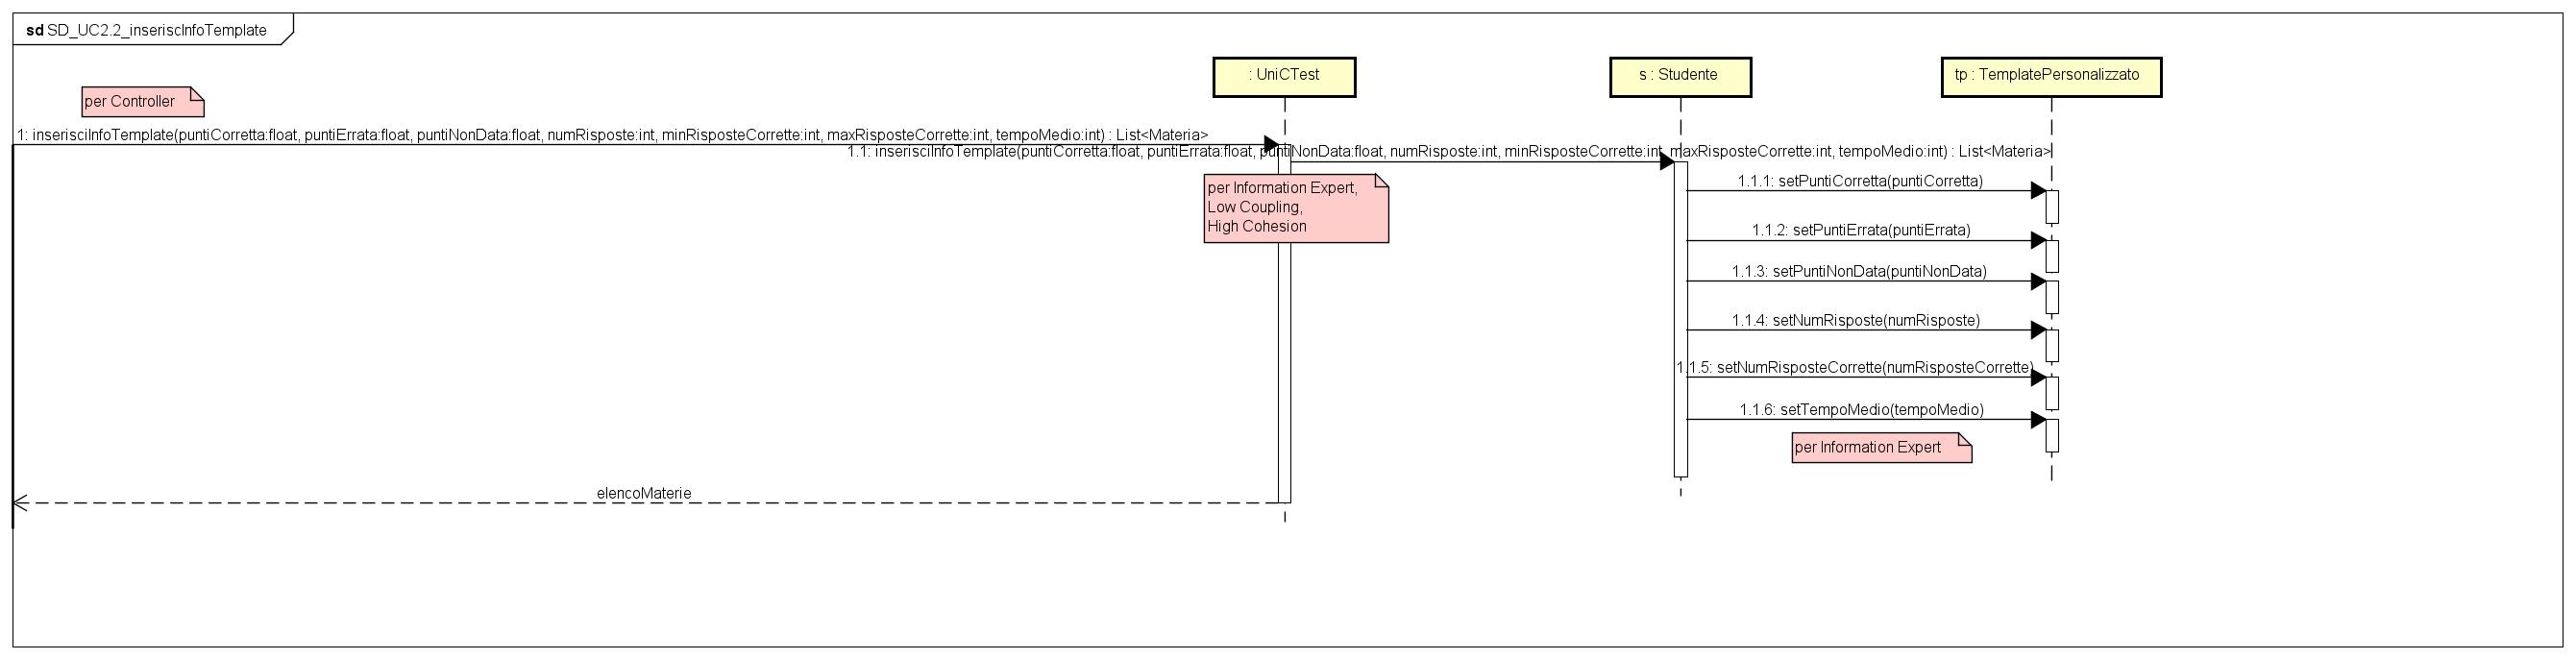 sd SD_UC2.2_inseriscInfoTemplate
: UniCTest
s : Studente
tp : TemplatePersonalizzato
per Controller
1: inserisciInfoTemplate(puntiCorretta:float, puntiErrata:float, puntiNonData:float, numRisposte:int, minRisposteCorrette:int, maxRisposteCorrette:int, tempoMedio:int) : List<Materia>
1.1: inserisciInfoTemplate(puntiCorretta:float, puntiErrata:float, puntiNonData:float, numRisposte:int, minRisposteCorrette:int, maxRisposteCorrette:int, tempoMedio:int) : List<Materia>
per Information Expert,
Low Coupling,
High Cohesion
1.1.1: setPuntiCorretta(puntiCorretta)
1.1.2: setPuntiErrata(puntiErrata)
1.1.3: setPuntiNonData(puntiNonData)
1.1.4: setNumRisposte(numRisposte)
1.1.5: setNumRisposteCorrette(numRisposteCorrette)
1.1.6: setTempoMedio(tempoMedio)
per Information Expert
elencoMaterie